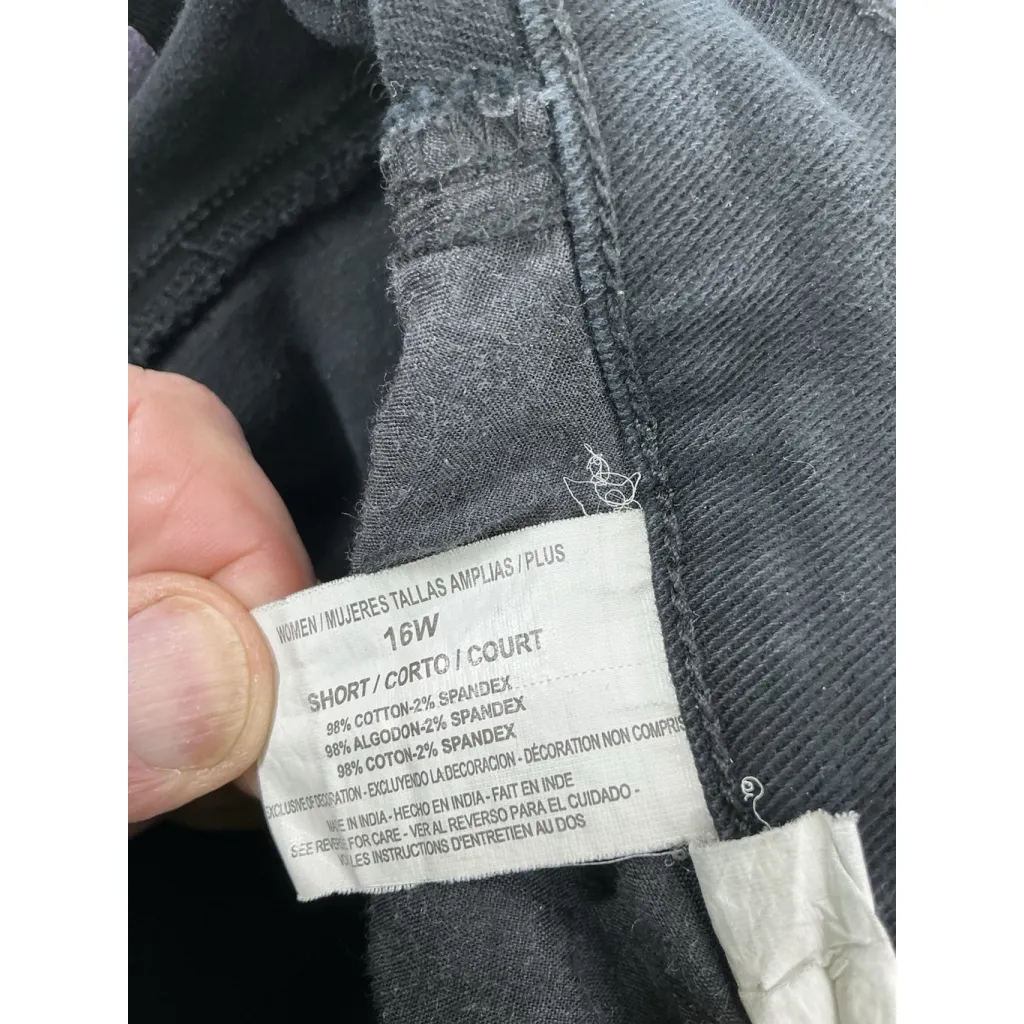 WOMEN / MUJERES TALLAS AMPLIAS / PLUS
16W
SHORT / CORTO / COURT
98% COTTON-2% SPANDEX
98% ALGODON-2% SPANDEX
98% COTON-2% SPANDEX
EXCLUSIVE OF DECORATION - EXCLUYENDO LA DECORACION - DÉCORATION NON COMPRIS
MADE IN INDIA - HECHO EN INDIA - FAIT EN INDE
SEE REVERSE FOR CARE - VER AL REVERSO PARA EL CUIDADO -
LES INSTRUCTIONS D'ENTRETIEN AU DOS